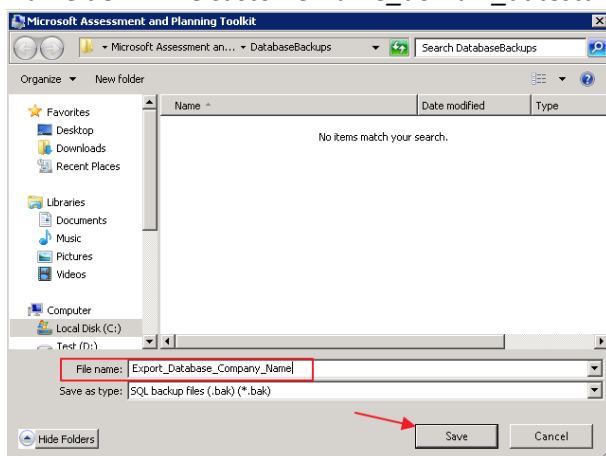 Microsoft Assessment and Planning Toolkit
Microsoft Assessment an... DatabaseBackups Search DatabaseBackups
Organize New folder
Name Date modified Type
Favorites
Desktop
Downloads
Recent Places
No items match your search.
Libraries
Documents
Music
Pictures
Videos
Computer
Local Disk (C:)
Test (D:)
File name: Export_Database_Company_Name
Save as type: SQL backup files (.bak) (*.bak)
Hide Folders Save Cancel